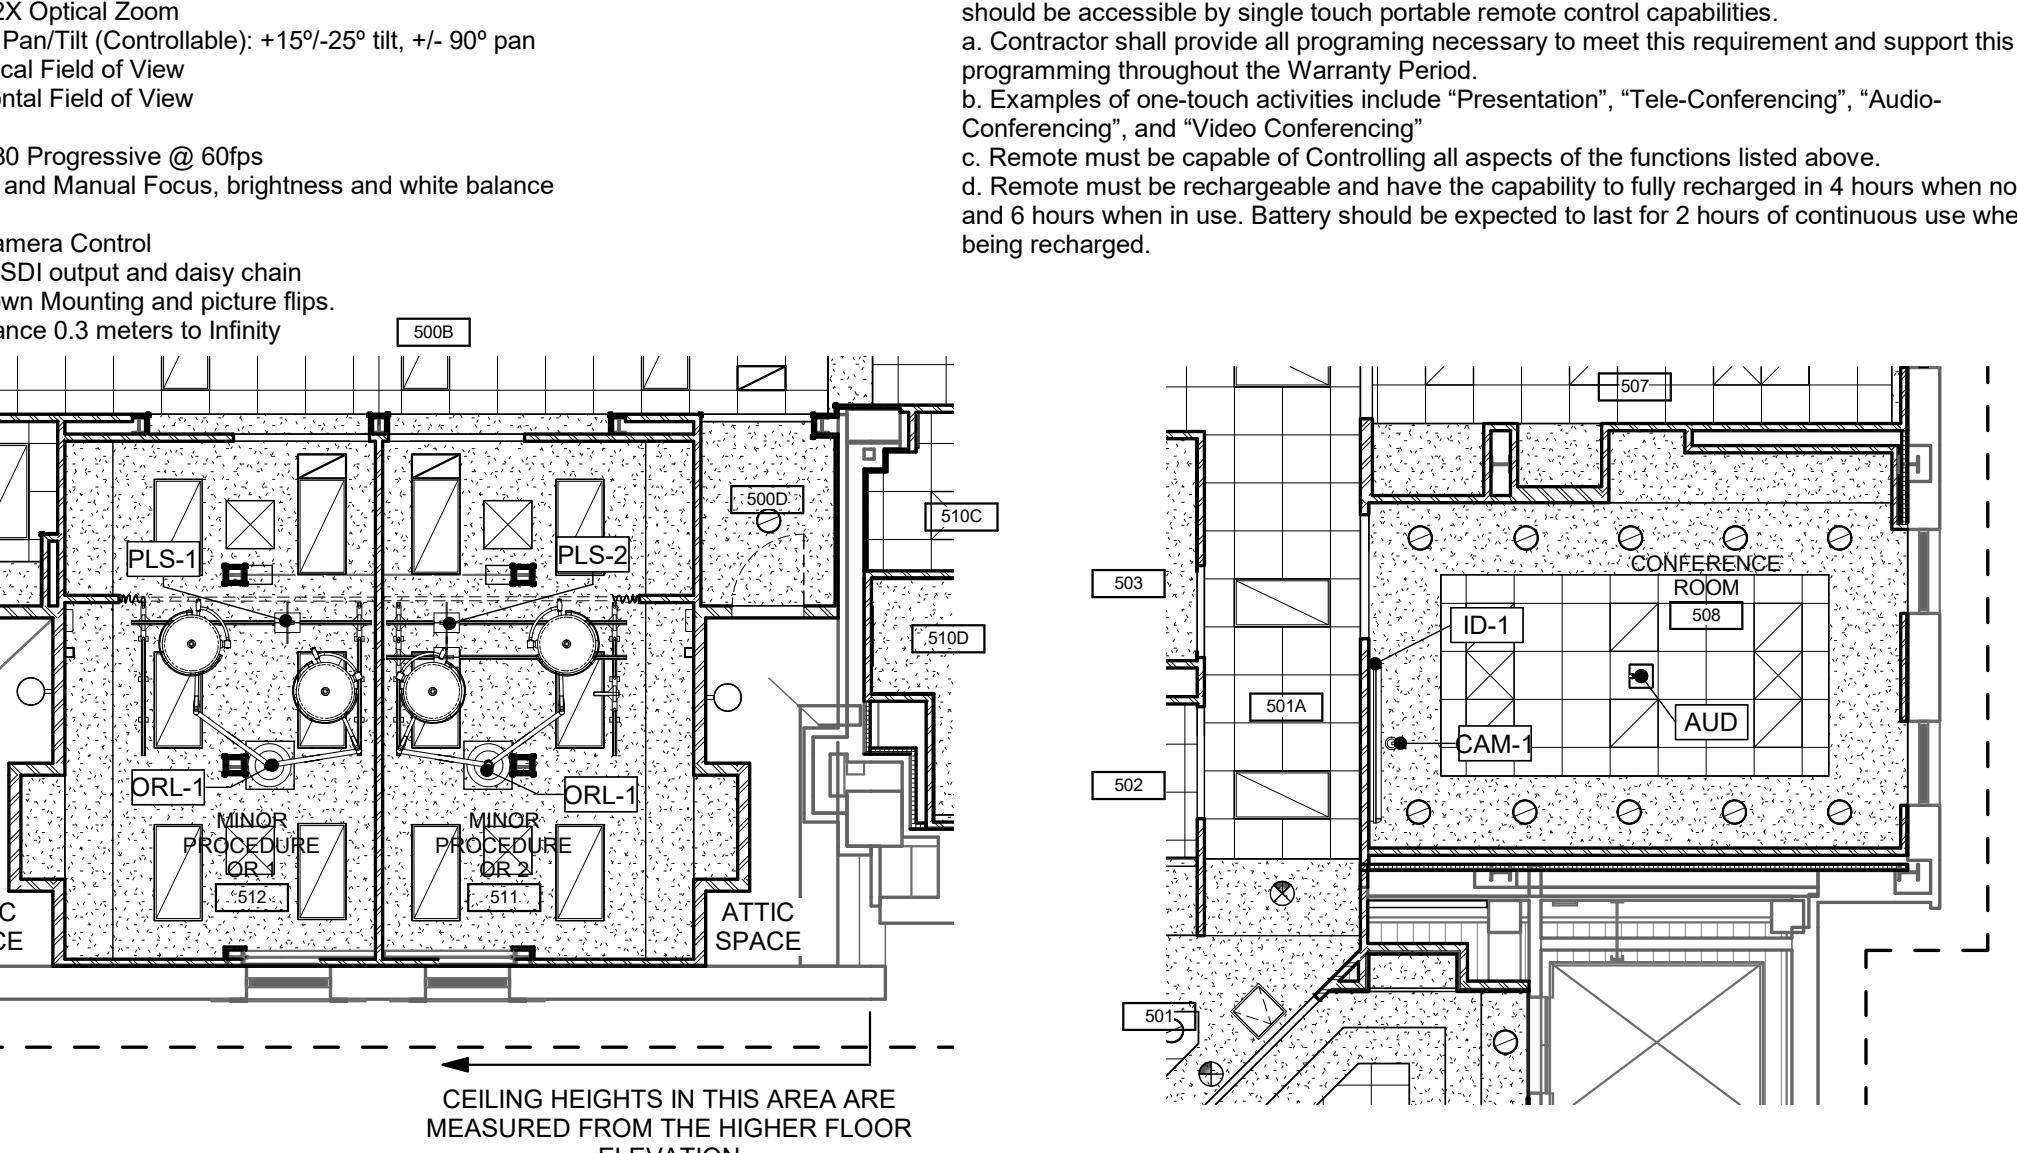 2X Optical Zoom
Pan/Tilt (Controllable): +15º/-25º tilt, +/- 90º pan
ical Field of View
ontal Field of View
80 Progressive @ 60fps
and Manual Focus, brightness and white balance
amera Control
SDI output and daisy chain
own Mounting and picture flips.
ance 0.3 meters to Infinity
should be accessible by single touch portable remote control capabilities.
a. Contractor shall provide all programing necessary to meet this requirement and support this
programming throughout the Warranty Period.
b. Examples of one-touch activities include “Presentation”, “Tele-Conferencing”, “Audio-
Conferencing”, and “Video Conferencing”
c. Remote must be capable of Controlling all aspects of the functions listed above.
d. Remote must be rechargeable and have the capability to fully recharged in 4 hours when no
and 6 hours when in use. Battery should be expected to last for 2 hours of continuous use whe
being recharged.
500B
500D
510C
PLS-1
PLS-2
510D
ORL-1
ORL-1
MINOR
PROCEDURE
OR 1
512
MINOR
PROCEDURE
OR 2
511
C
CE
ATTIC
SPACE
CEILING HEIGHTS IN THIS AREA ARE
MEASURED FROM THE HIGHER FLOOR
ELEVATION
507
503
CONFERENCE
ROOM
508
ID-1
501A
AUD
CAM-1
502
501